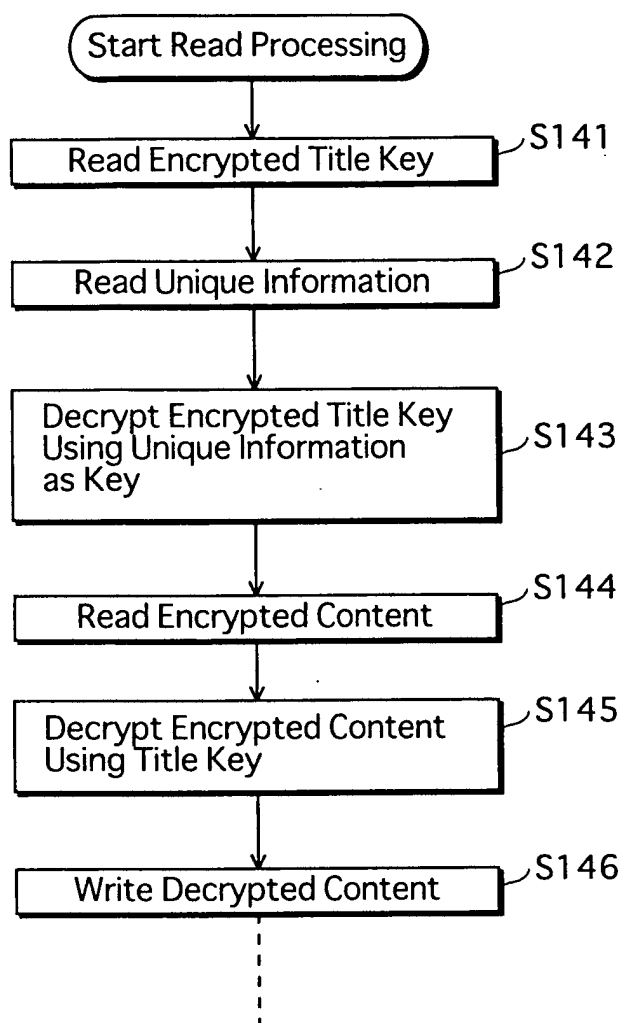 Start Read Processing
Read Encrypted Title Key
S141
Read Unique Information
S142
Decrypt Encrypted Title Key
Using Unique Information
as Key
S143
Read Encrypted Content
S144
Decrypt Encrypted Content
Using Title Key
S145
Write Decrypted Content
S146